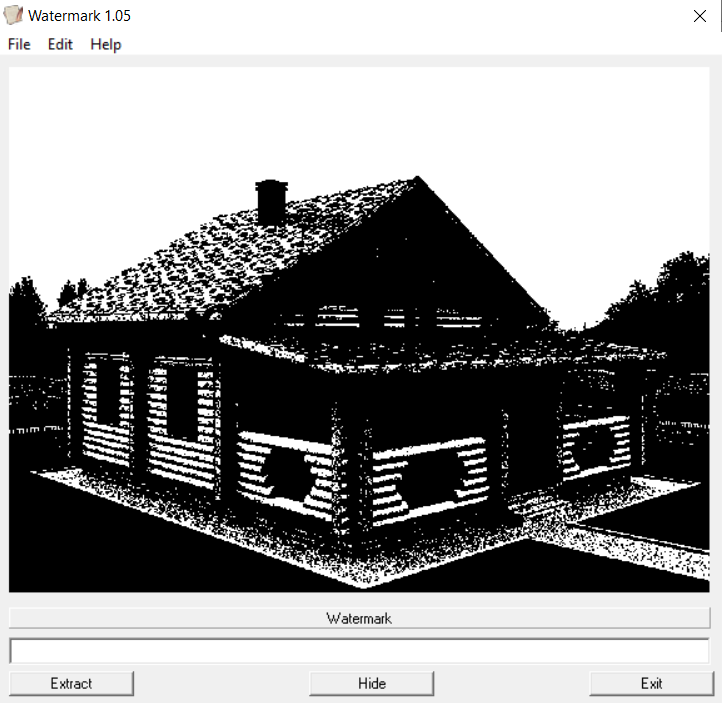 Watermark 1.05
File Edit Help
Watermark
Extract Hide Exit